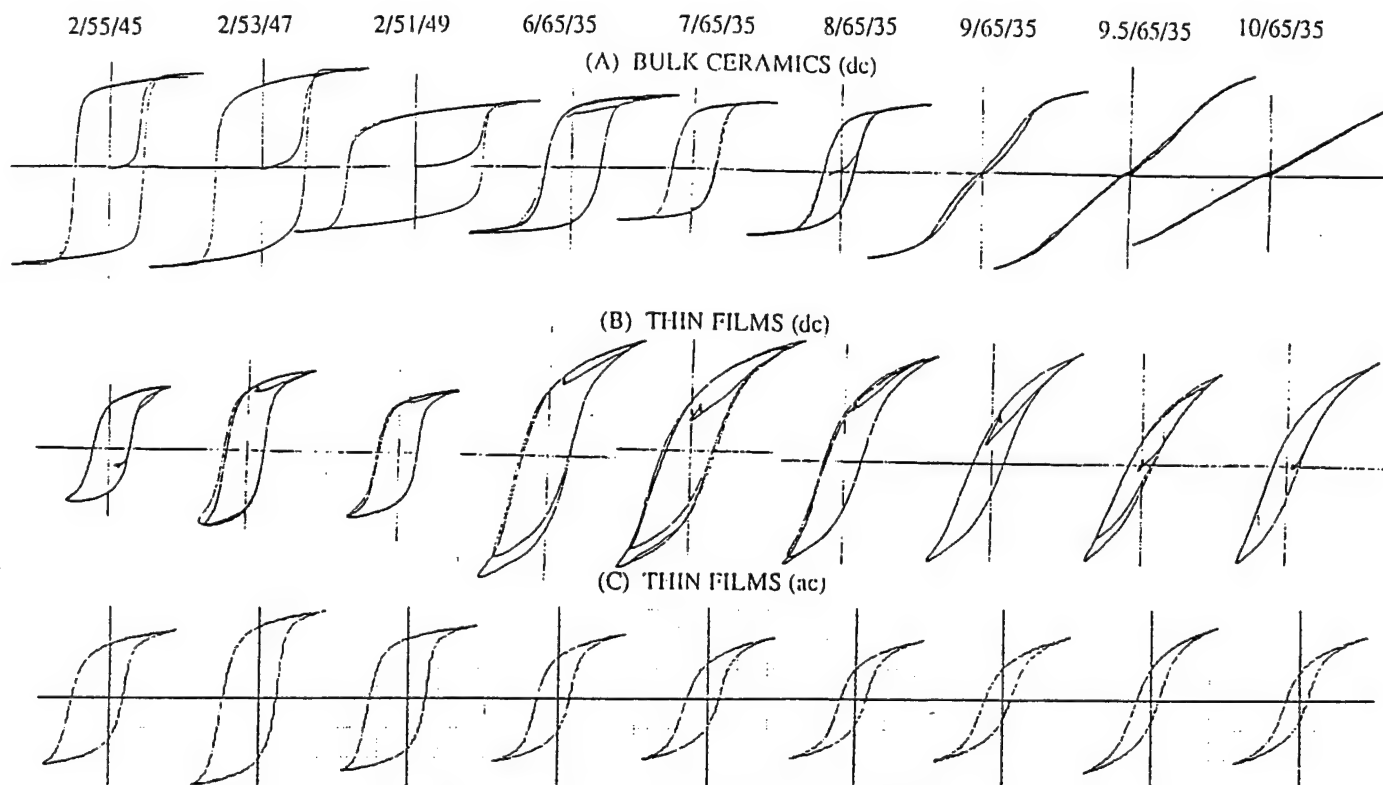 2/55/45 2/53/47 2/51/49 6/65/35 7/65/35 8/65/35 9/65/35 9.5/65/35 10/65/35
(A) BULK CERAMICS (dc)
(B) THIN FILMS (dc)
(C) THIN FILMS (ac)